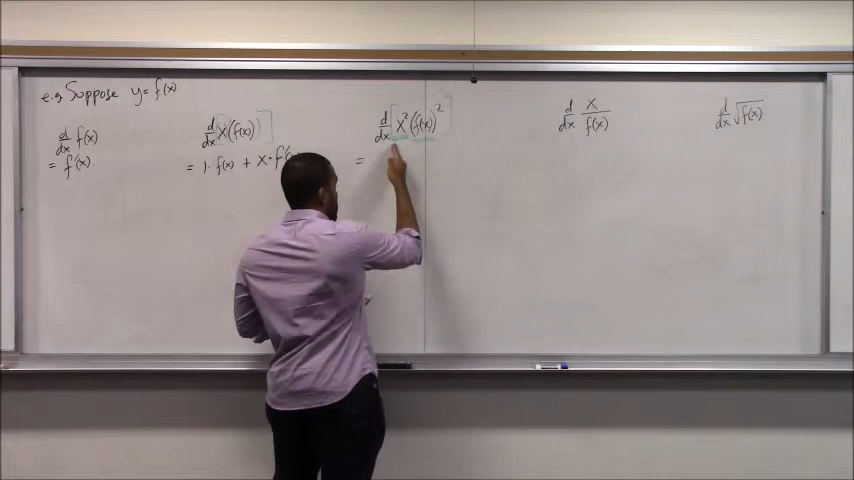 e.g. Suppose y = f(x)
d/dx f(x)
= f'(x).
d/dx [x(f(x))]
= 1· f(x) + x · f'(x)
d/dx [x²(f(x))²]
=
d/dx x/f(x)
d/dx √f(x)